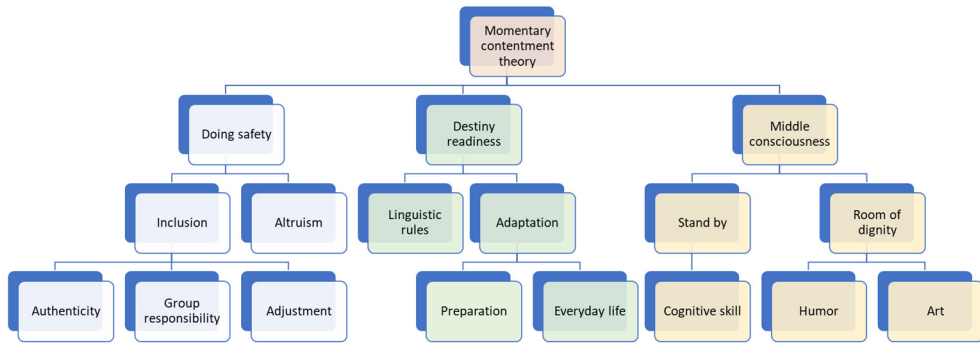 Momentary
contentment
theory
Doing safety
Destiny
readiness
Middle
consciousness
Inclusion
Altruism
Linguistic
rules
Adaptation
Stand by
Room of
dignity
Authenticity
Group
responsibility
Adjustment
Preparation
Everyday life
Cognitive skill
Humor
Art